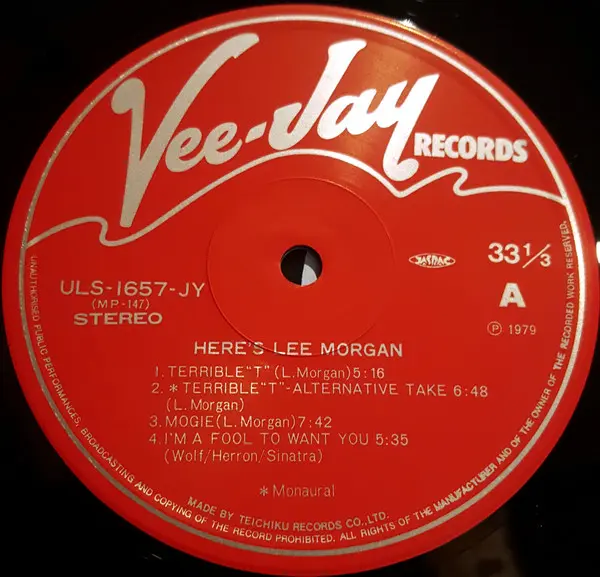 Vee-Jay
RECORDS
JASRAC
33 1/3
ULS-1657-JY
(MP-147)
STEREO
A
Ⓟ 1979
HERE'S LEE MORGAN
1. TERRIBLE "T" (L. Morgan) 5:16
2. *TERRIBLE "T"-ALTERNATIVE TAKE 6:48
(L. Morgan)
3. MOGIE (L. Morgan) 7:42
4. I'M A FOOL TO WANT YOU 5:35
(Wolf/Herron/Sinatra)
*Monaural
MADE BY TEICHIKU RECORDS CO., LTD.
UNAUTHORISED PUBLIC PERFORMANCES, BROADCASTING AND COPYING OF THE RECORD PROHIBITED. ALL RIGHTS OF THE MANUFACTURER AND OF THE OWNER OF THE RECORDED WORK RESERVED.